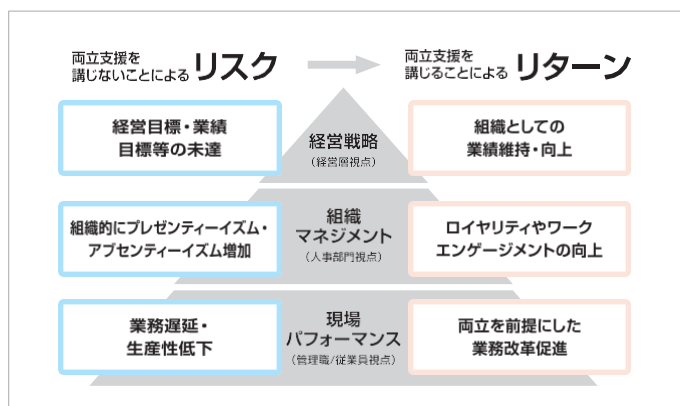 両立支援を
講じないことによる リスク
両立支援を
講じることによる リターン
経営目標・業績
目標等の未達
経営戦略
（経営層視点）
組織としての
業績維持・向上
組織的にプレゼンティーイズム・
アブセンティーイズム増加
組織
マネジメント
（人事部門視点）
ロイヤリティやワーク
エンゲージメントの向上
業務遅延・
生産性低下
現場
パフォーマンス
（管理職/従業員視点）
両立を前提にした
業務改革促進